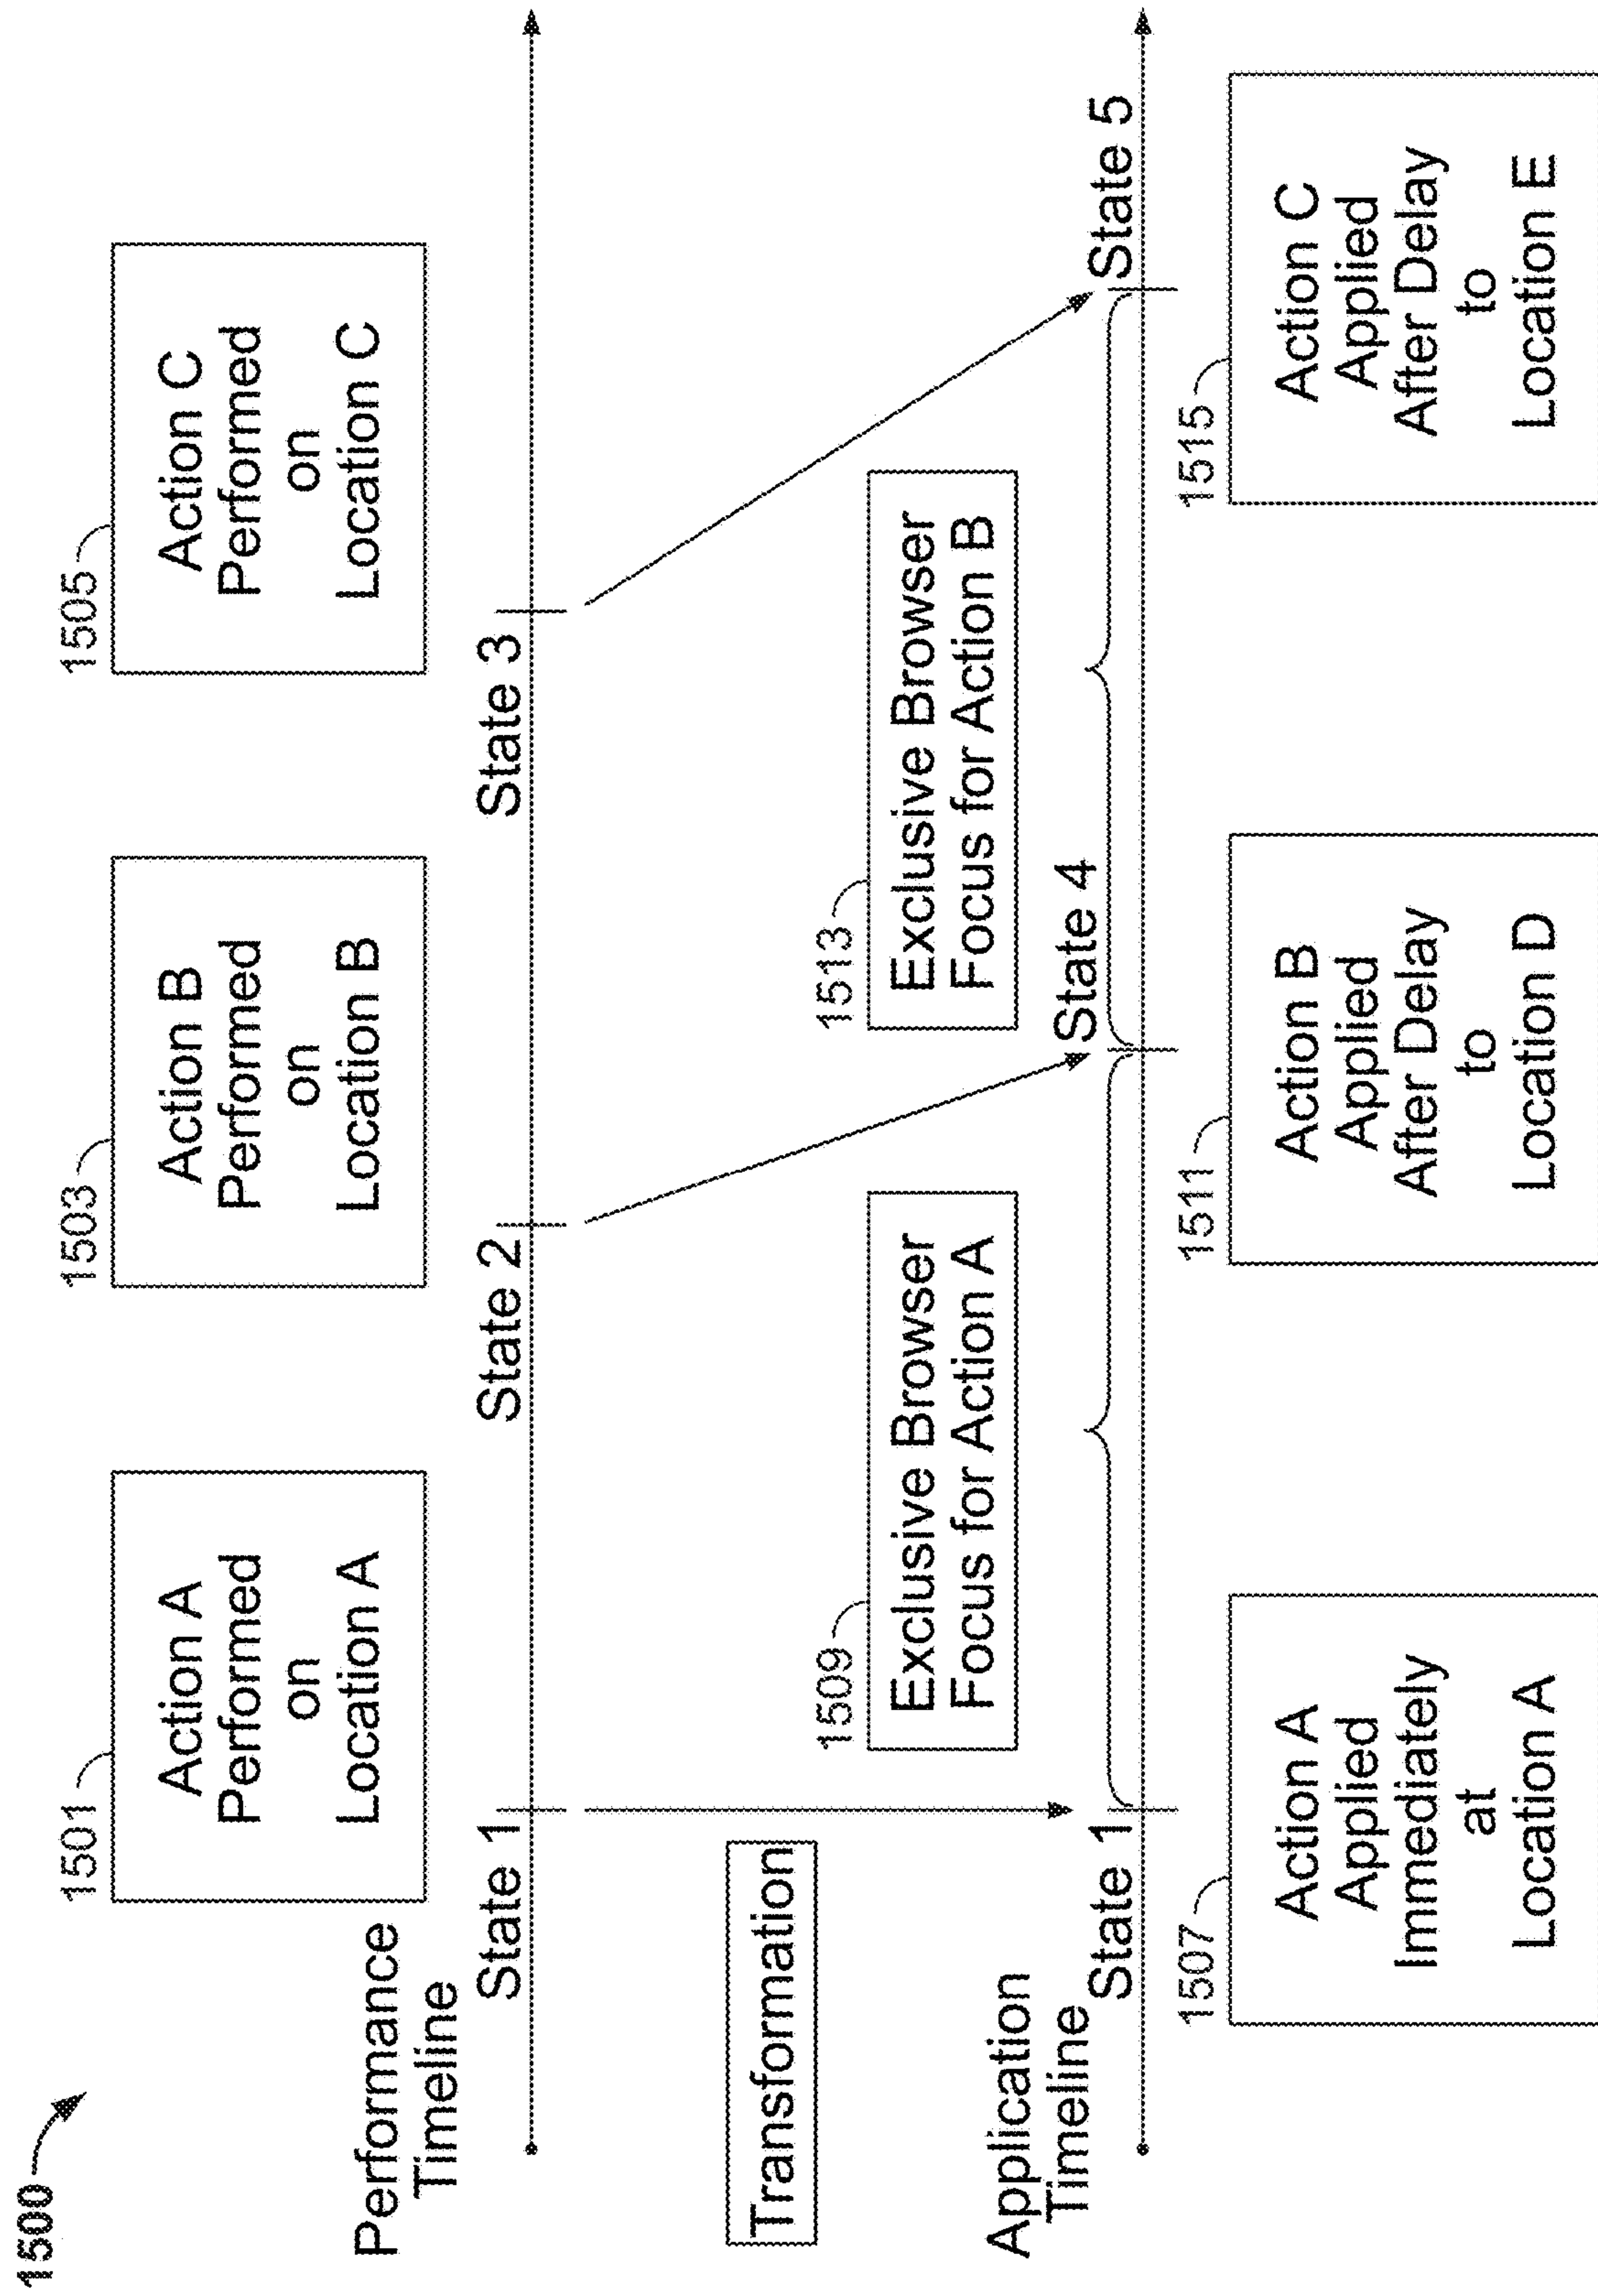 1500
1501
Action A
Performed
on
Location A
1503
Action B
Performed
on
Location B
1505
Action C
Performed
on
Location C
Performance
Timeline
State 1
State 2
State 3
Transformation
1509
Exclusive Browser
Focus for Action A
1513
Exclusive Browser
Focus for Action B
Application
Timeline
State 1
State 4
State 5
1507
Action A
Applied
Immediately
at
Location A
1511
Action B
Applied
After Delay
to
Location D
1515
Action C
Applied
After Delay
to
Location E